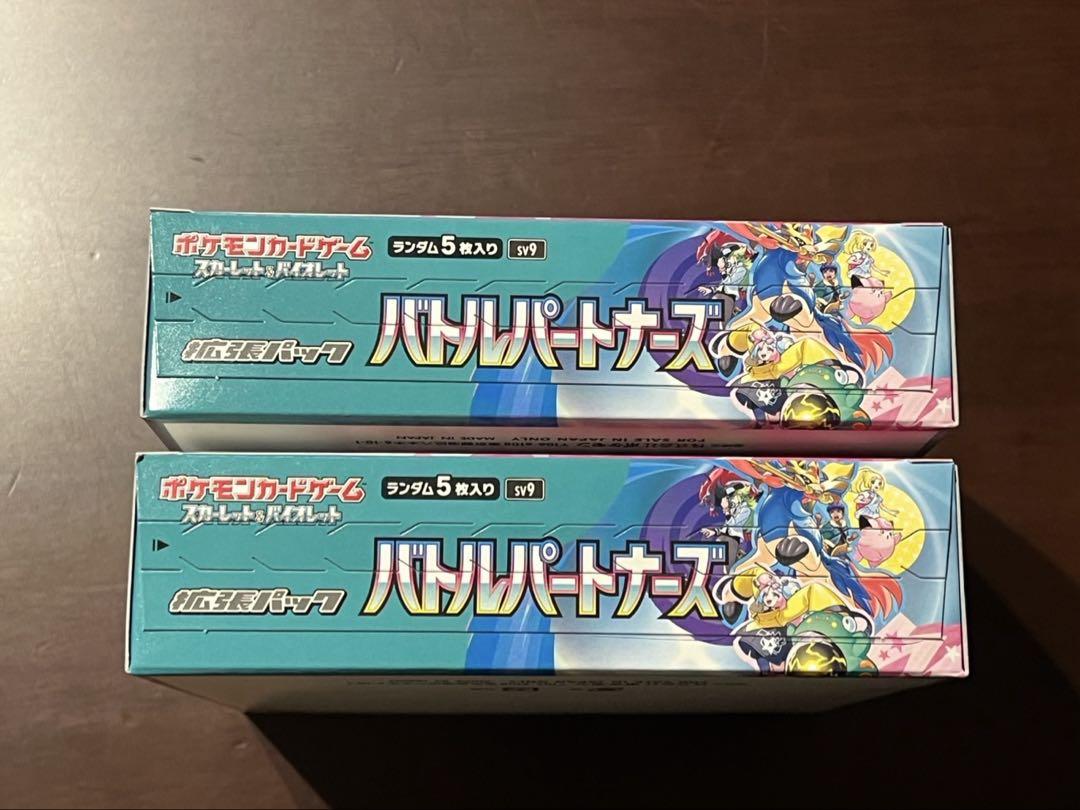 ポケモンカードゲーム
スカーレット&バイオレット
ランダム5枚入り
sv9
拡張パック
バトルパートナーズ
FOR SALE IN JAPAN ONLY MADE IN JAPAN
ポケモンカードゲーム
スカーレット&バイオレット
ランダム5枚入り
sv9
拡張パック
バトルパートナーズ